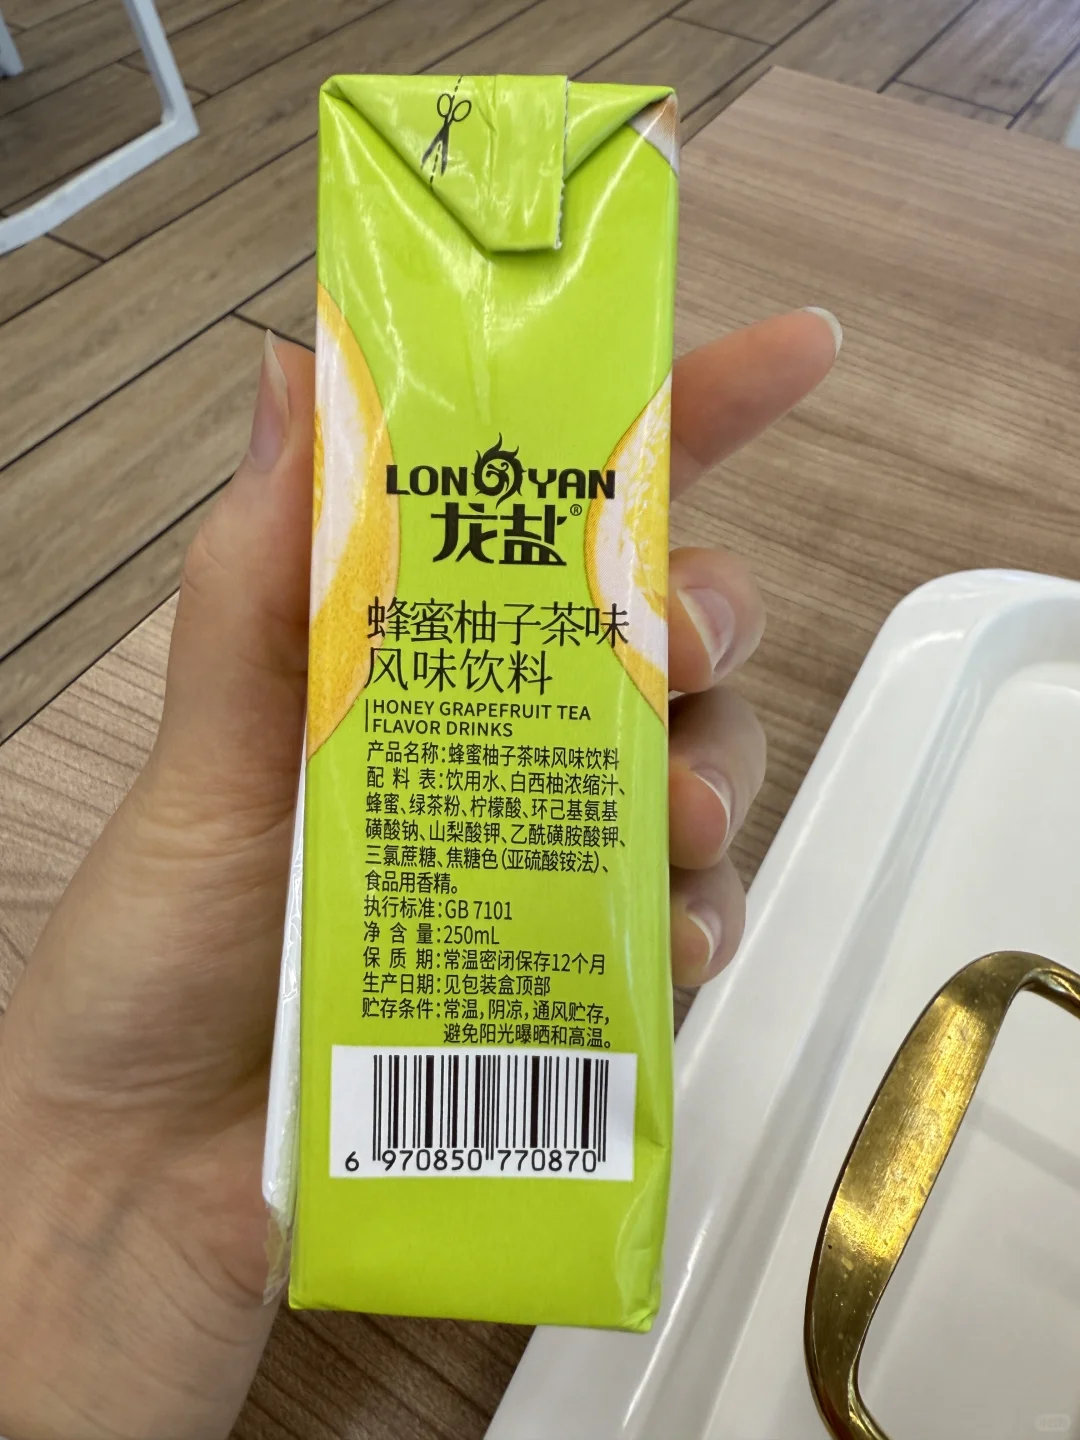 LONGYAN
龙盐®
蜂蜜柚子茶味
风味饮料
HONEY GRAPEFRUIT TEA
FLAVOR DRINKS
产品名称:蜂蜜柚子茶味风味饮料
配 料 表:饮用水、白西柚浓缩汁、
蜂蜜、绿茶粉、柠檬酸、环己基氨基
磺酸钠、山梨酸钾、乙酰磺胺酸钾、
三氯蔗糖、焦糖色(亚硫酸铵法)、
食品用香精。
执行标准:GB 7101
净 含 量:250mL
保 质 期:常温密闭保存12个月
生产日期:见包装盒顶部
贮存条件:常温,阴凉,通风贮存,
避免阳光曝晒和高温。
6 970850 770870